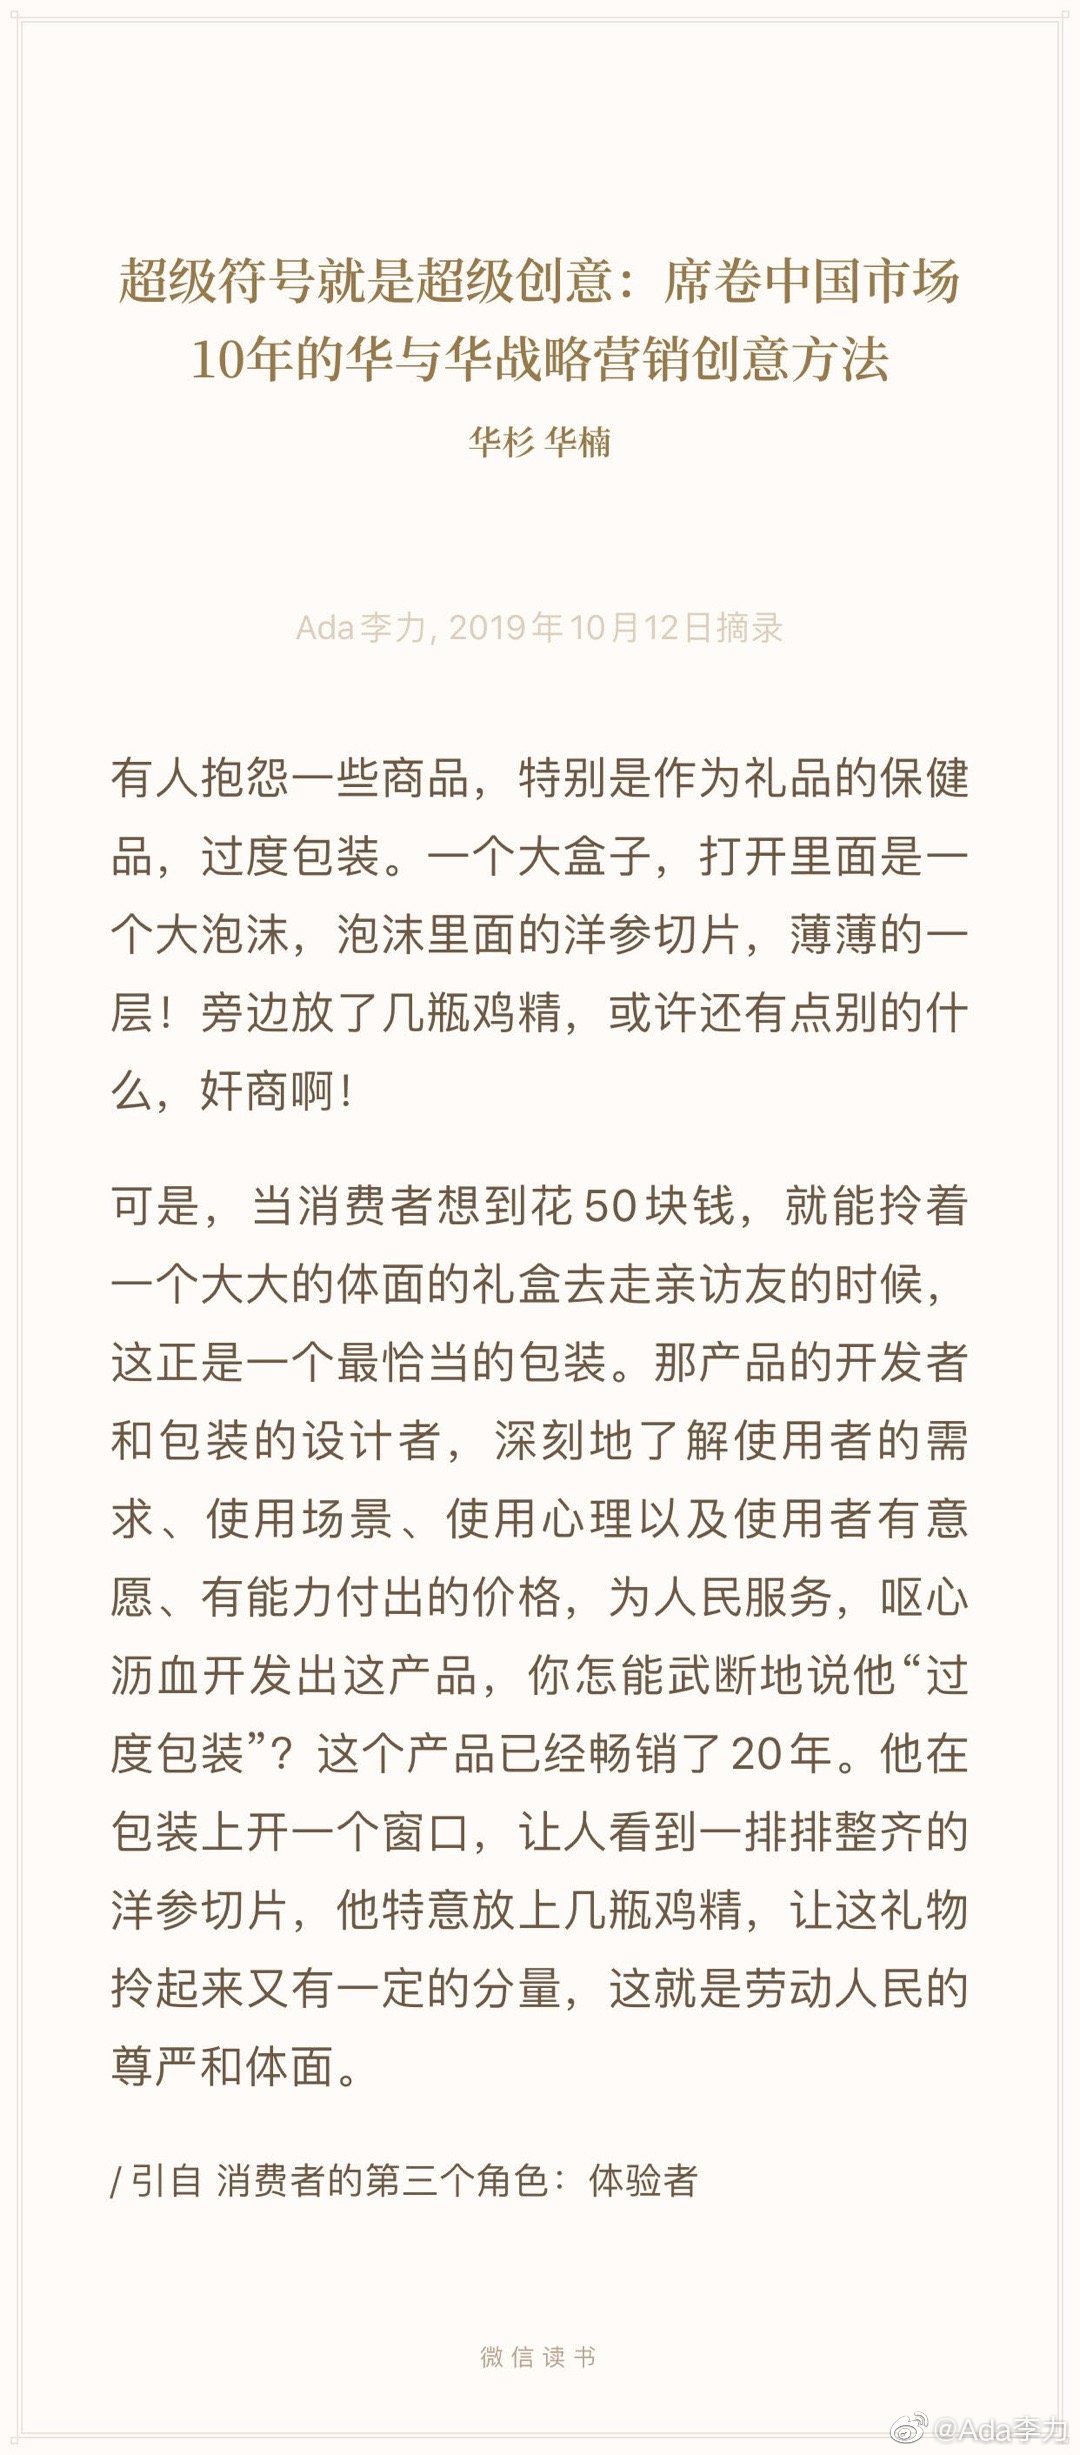 超级符号就是超级创意：席卷中国市场
10年的华与华战略营销创意方法
华杉 华楠
Ada李力, 2019年10月12日摘录
有人抱怨一些商品，特别是作为礼品的保健
品，过度包装。一个大盒子，打开里面是一
个大泡沫，泡沫里面的洋参切片，薄薄的一
层！旁边放了几瓶鸡精，或许还有点别的什
么，奸商啊！
可是，当消费者想到花50块钱，就能拎着
一个大大的体面的礼盒去走亲访友的时候，
这正是一个最恰当的包装。那产品的开发者
和包装的设计者，深刻地了解使用者的需
求、使用场景、使用心理以及使用者有意
愿、有能力付出的价格，为人民服务，呕心
沥血开发出这产品，你怎能武断地说他“过
度包装”？这个产品已经畅销了20年。他在
包装上开一个窗口，让人看到一排排整齐的
洋参切片，他特意放上几瓶鸡精，让这礼物
拎起来又有一定的分量，这就是劳动人民的
尊严和体面。
/ 引自 消费者的第三个角色：体验者
微信读书
@Ada李力